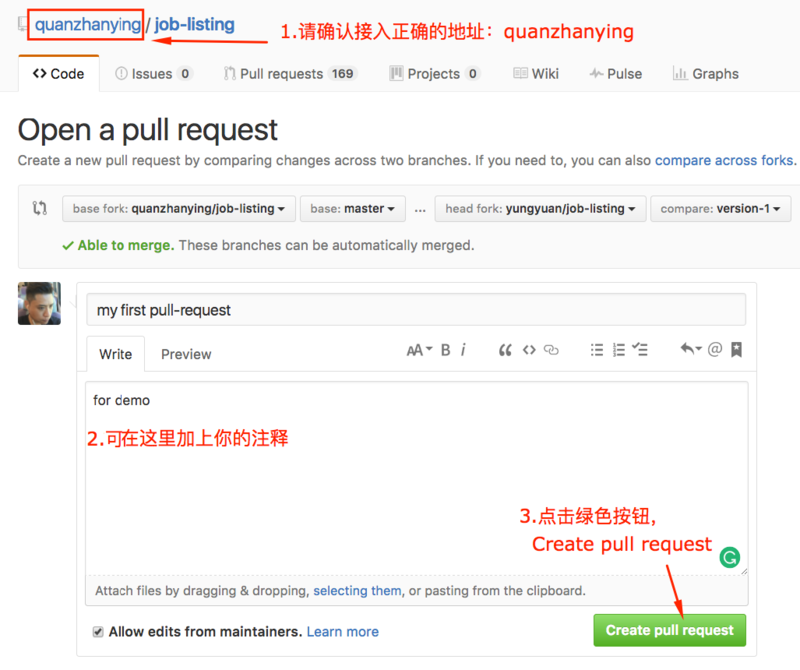 quanzhanying / job-listing
1.请确认接入正确的地址：quanzhanying
Code Issues 0 Pull requests 169 Projects 0 Wiki Pulse Graphs
Open a pull request
Create a new pull request by comparing changes across two branches. If you need to, you can also compare across forks.
base fork: quanzhanying/job-listing base: master ... head fork: yungyuan/job-listing compare: version-1
Able to merge. These branches can be automatically merged.
my first pull-request
Write Preview AA B i @
for demo
2.可在这里加上你的注释
3.点击绿色按钮,
Create pull request
Attach files by dragging & dropping, selecting them, or pasting from the clipboard.
Allow edits from maintainers. Learn more
Create pull request